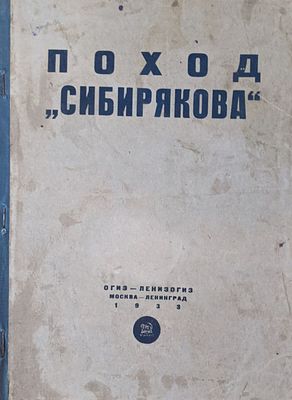 ПОХОД
„СИБИРЯКОВА“
ОГИЗ—ЛЕНИЗОГИЗ
МОСКВА—ЛЕНИНГРАД
1933